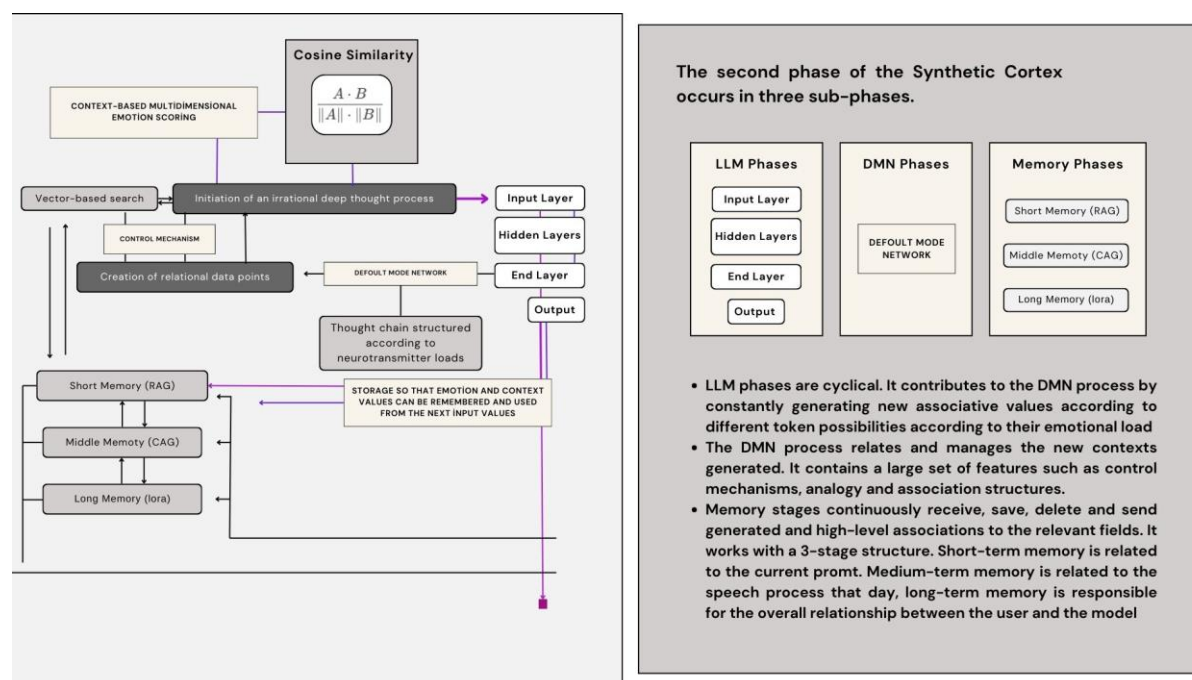 Cosine Similarity
A · B
‖A‖ · ‖B‖
CONTEXT-BASED MULTIDİMENSIONAL
EMOTİON SCORİNG
Vector-based search
Initiation of an irrational deep thought process
Input Layer
Hidden Layers
CONTROL MECHANİSM
Creation of relational data points
DEFOULT MODE NETWORK
End Layer
Output
Thought chain structured
according to
neurotransmitter loads
Short Memory (RAG)
STORAGE SO THAT EMOTİON AND CONTEXT
VALUES CAN BE REMEMBERED AND USED
FROM THE NEXT İNPUT VALUES
Middle Memoty (CAG)
Long Memory (lora)
The second phase of the Synthetic Cortex
occurs in three sub-phases.
LLM Phases
Input Layer
Hidden Layers
End Layer
Output
DMN Phases
DEFOULT MODE
NETWORK
Memory Phases
Short Memory (RAG)
Middle Memoty (CAG)
Long Memory (lora)
• LLM phases are cyclical. It contributes to the DMN process by
constantly generating new associative values according to
different token possibilities according to their emotional load
• The DMN process relates and manages the new contexts
generated. It contains a large set of features such as control
mechanisms, analogy and association structures.
• Memory stages continuously receive, save, delete and send
generated and high-level associations to the relevant fields. It
works with a 3-stage structure. Short-term memory is related
to the current promt. Medium-term memory is related to the
speech process that day, long-term memory is responsible
for the overall relationship between the user and the model